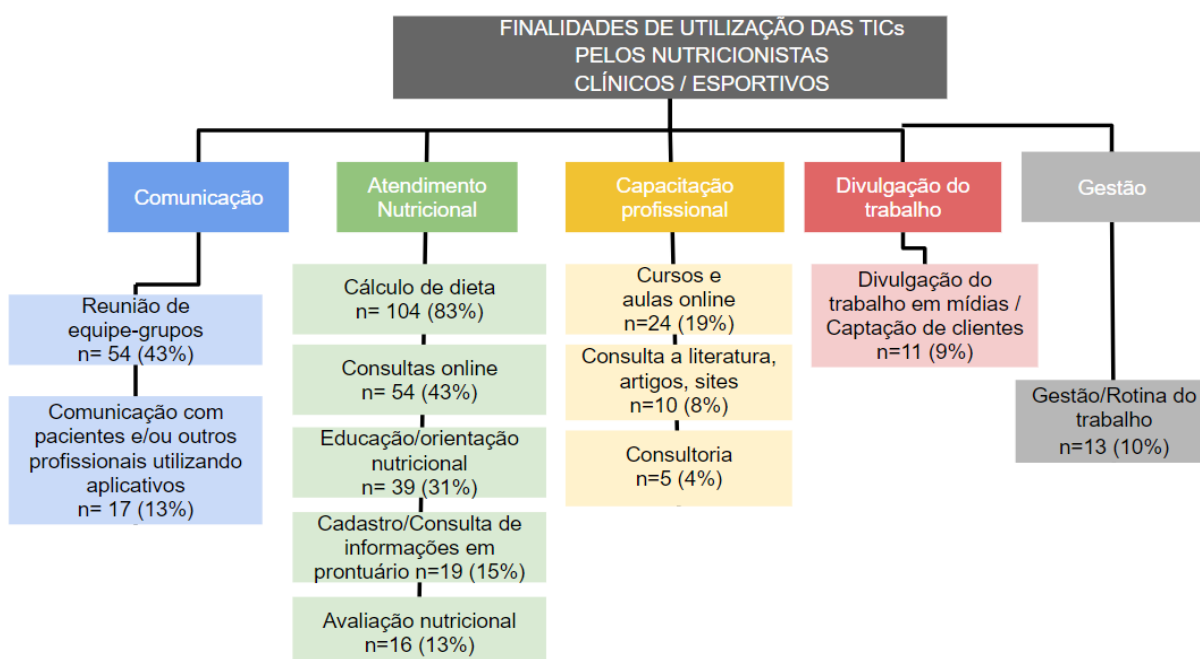 FINALIDADES DE UTILIZAÇÃO DAS TICs
PELOS NUTRICIONISTAS
CLÍNICOS / ESPORTIVOS
Comunicação
Reunião de
equipe-grupos
n= 54 (43%)
Comunicação com
pacientes e/ou outros
profissionais utilizando
aplicativos
n= 17 (13%)
Atendimento
Nutricional
Cálculo de dieta
n= 104 (83%)
Consultas online
n= 54 (43%)
Educação/orientação
nutricional
n= 39 (31%)
Cadastro/Consulta de
informações em
prontuário n=19 (15%)
Avaliação nutricional
n=16 (13%)
Capacitação
profissional
Cursos e
aulas online
n=24 (19%)
Consulta a literatura,
artigos, sites
n=10 (8%)
Consultoria
n=5 (4%)
Divulgação do
trabalho
Divulgação do
trabalho em mídias /
Captação de clientes
n=11 (9%)
Gestão
Gestão/Rotina do
trabalho
n=13 (10%)